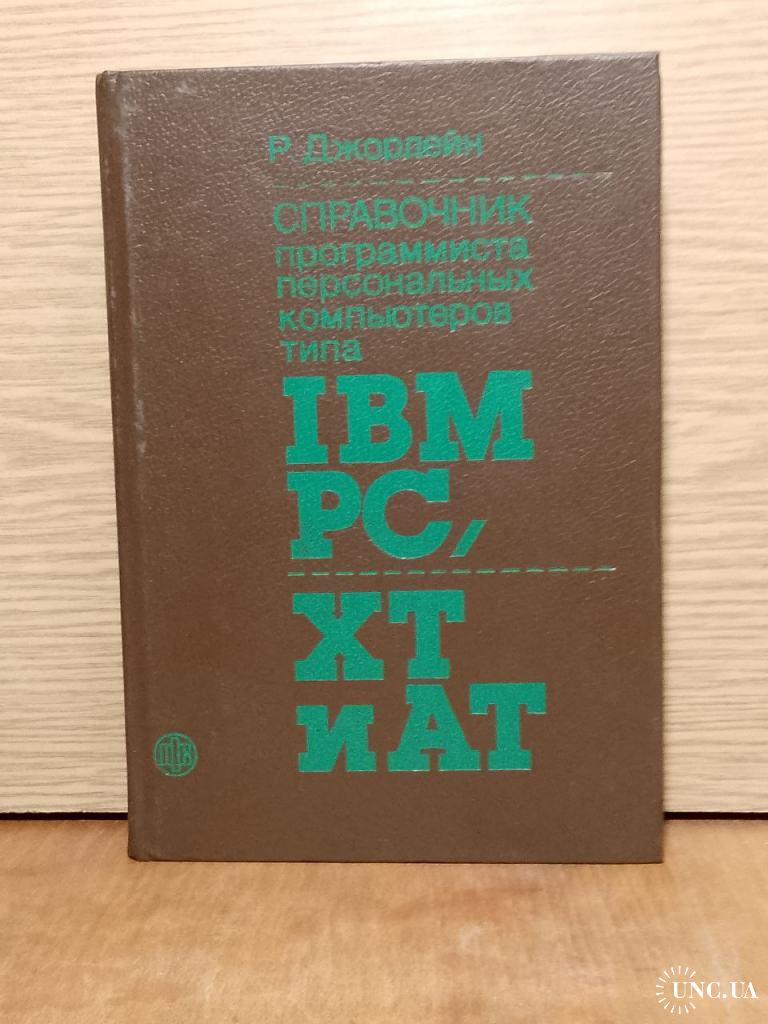 Р. Джордейн
СПРАВОЧНИК
программиста
персональных
компьютеров
типа
IBM
PC,
XT
и AT
UNC.UA